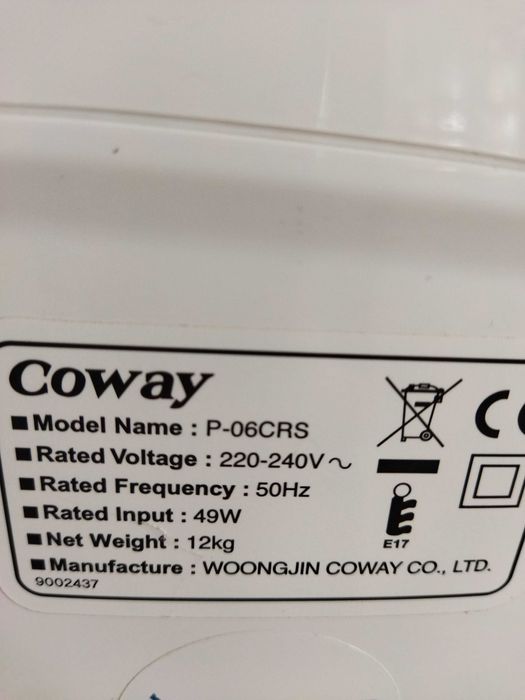 Coway
■ Model Name : P-06CRS
■ Rated Voltage : 220-240V ~
■ Rated Frequency : 50Hz
■ Rated Input : 49W
■ Net Weight : 12kg
■ Manufacture : WOONGJIN COWAY CO., LTD.
9002437
CE
E17